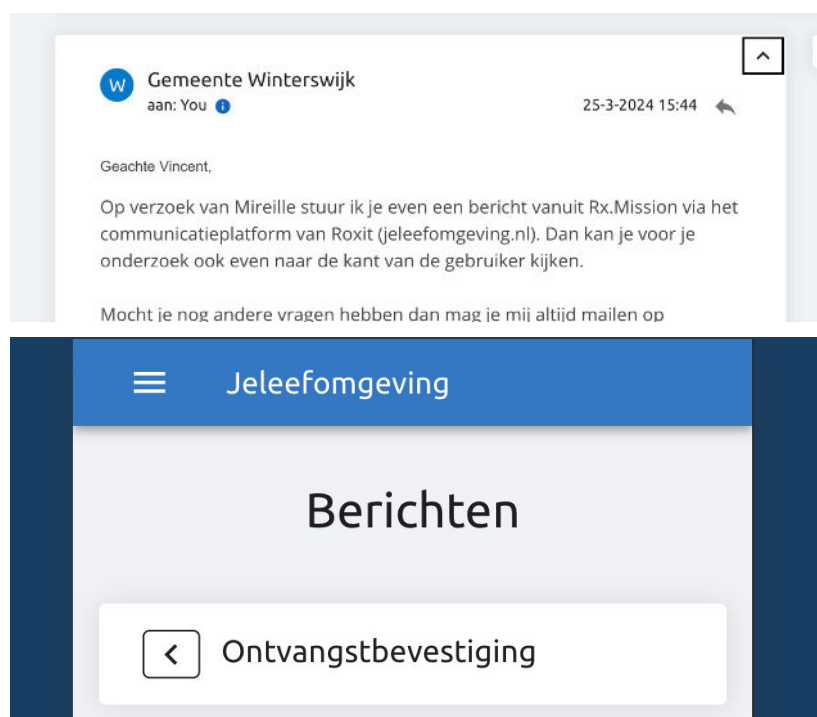 W
Gemeente Winterswijk
aan: You
25-3-2024 15:44
Geachte Vincent,
Op verzoek van Mireille stuur ik je even een bericht vanuit Rx.Mission via het
communicatieplatform van Roxit (jeleefomgeving.nl). Dan kan je voor je
onderzoek ook even naar de kant van de gebruiker kijken.
Mocht je nog andere vragen hebben dan mag je mij altijd mailen op
Jeleefomgeving
Berichten
Ontvangstbevestiging